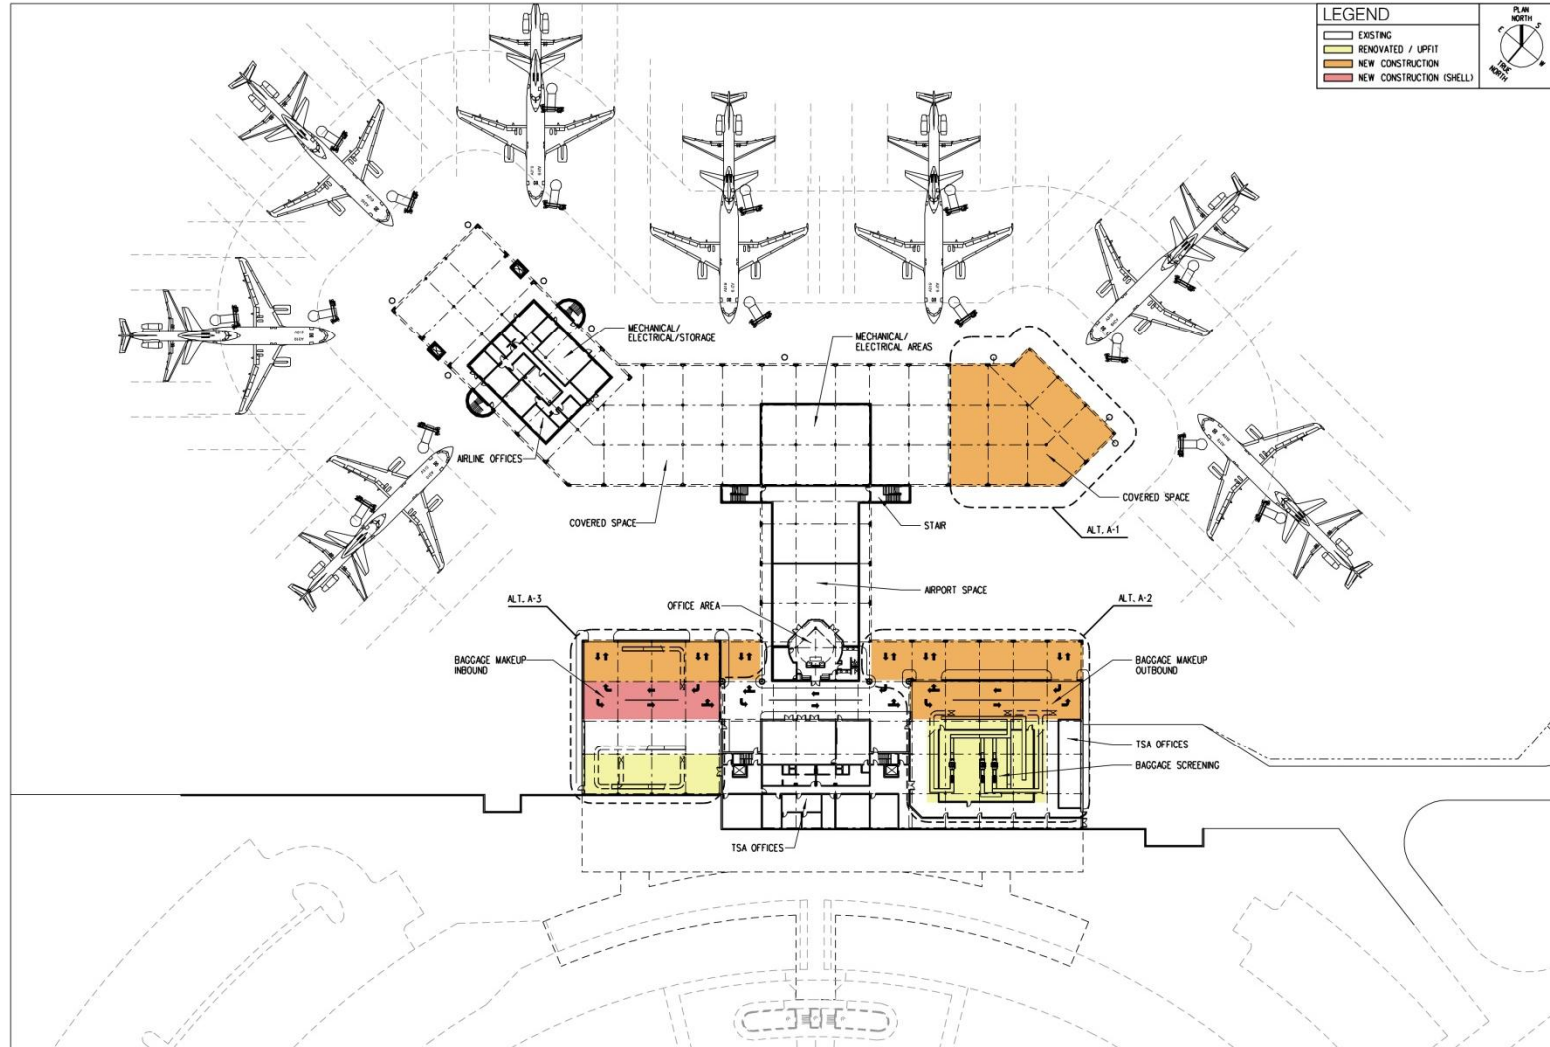 LEGEND
EXISTING
RENOVATED / UPFIT
NEW CONSTRUCTION
NEW CONSTRUCTION (SHELL)
PLAN
NORTH
E
S
W
TRUE
NORTH
MECHANICAL/
ELECTRICAL/STORAGE
MECHANICAL/
ELECTRICAL AREAS
AIRLINE OFFICES
COVERED SPACE
COVERED SPACE
STAIR
ALT. A-1
AIRPORT SPACE
OFFICE AREA
ALT. A-3
ALT. A-2
BAGGAGE MAKEUP
INBOUND
BAGGAGE MAKEUP
OUTBOUND
TSA OFFICES
BAGGAGE SCREENING
TSA OFFICES